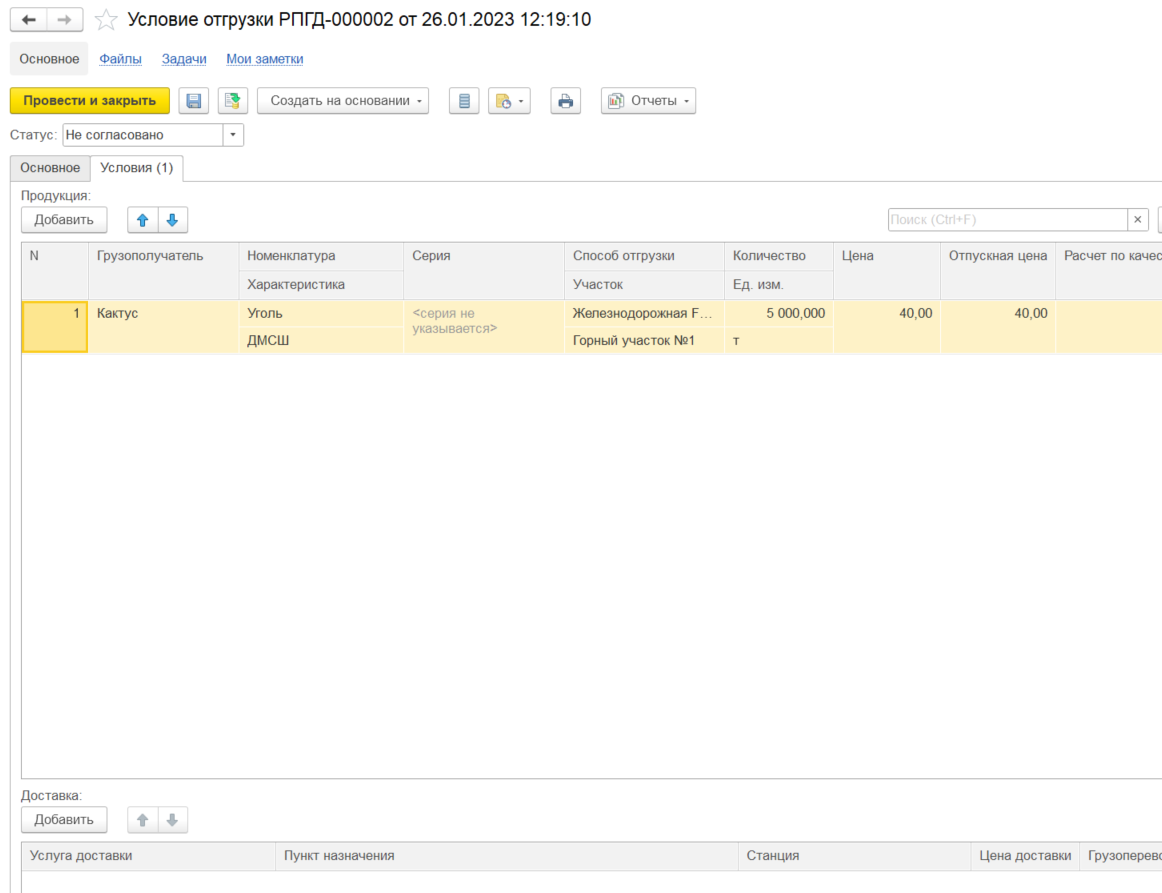 Условие отгрузки РПГД-000002 от 26.01.2023 12:19:10
Основное Файлы Задачи Мои заметки
Провести и закрыть Создать на основании Отчеты
Статус: Не согласовано
Основное Условия (1)
Продукция:
Добавить Поиск (Ctrl+F)
N Грузополучатель Номенклатура Серия Способ отгрузки Количество Цена Отпускная цена Расчет по качес
Характеристика Участок Ед. изм.
1 Кактус Уголь <серия не указывается> Железнодорожная F... 5 000,000 40,00 40,00
ДМСШ Горный участок №1 т
Доставка:
Добавить
Услуга доставки Пункт назначения Станция Цена доставки Грузоперево